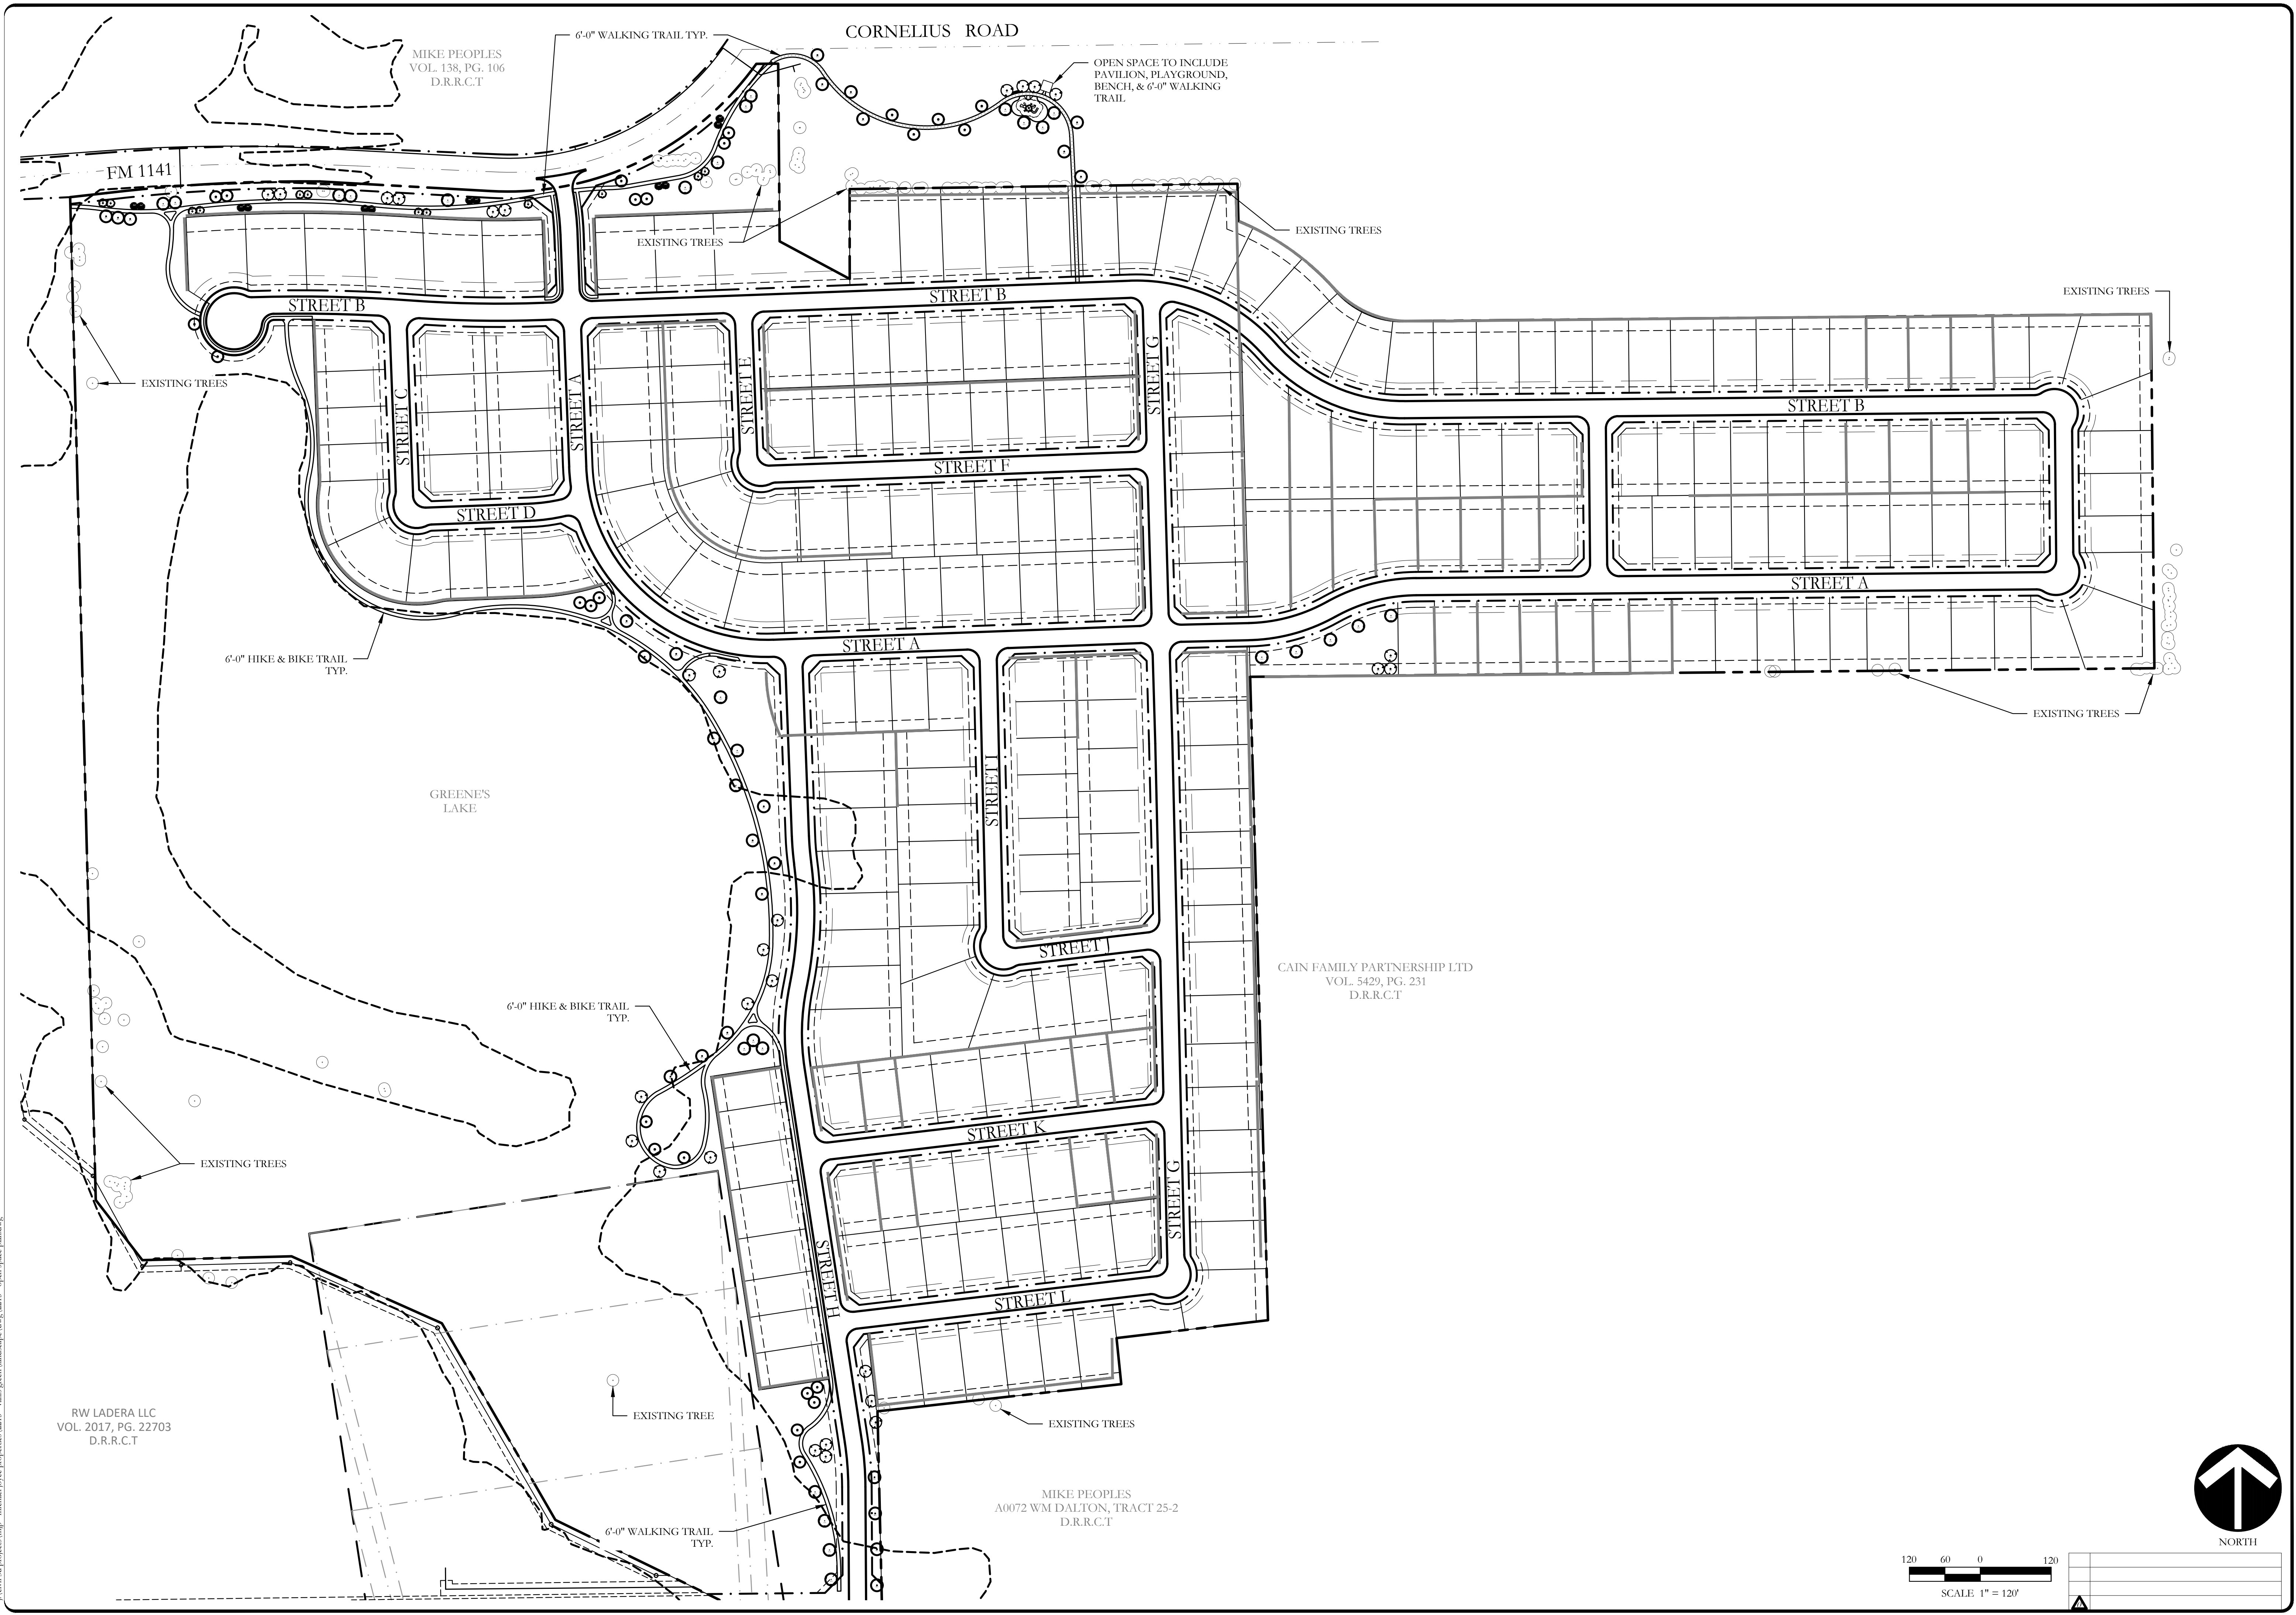 CORNELIUS ROAD
6'-0" WALKING TRAIL TYP.
MIKE PEOPLES
VOL. 138, PG. 106
D.R.R.C.T
OPEN SPACE TO INCLUDE
PAVILION, PLAYGROUND,
BENCH, & 6'-0" WALKING
TRAIL
FM 1141
EXISTING TREES
EXISTING TREES
EXISTING TREES
STREET B
STREET B
EXISTING TREES
STREET C
STREET A
STREET E
STREET G
STREET B
STREET F
STREET D
STREET A
STREET A
6'-0" HIKE & BIKE TRAIL
TYP.
EXISTING TREES
GREENE'S
LAKE
STREET I
STREET J
CAIN FAMILY PARTNERSHIP LTD
VOL. 5429, PG. 231
D.R.R.C.T
6'-0" HIKE & BIKE TRAIL
TYP.
STREET K
EXISTING TREES
STREET G
STREET H
STREET L
RW LADERA LLC
VOL. 2017, PG. 22703
D.R.R.C.T
EXISTING TREE
EXISTING TREES
MIKE PEOPLES
A0072 WM DALTON, TRACT 25-2
D.R.R.C.T
6'-0" WALKING TRAIL
TYP.
NORTH
120 60 0 120
SCALE 1" = 120'